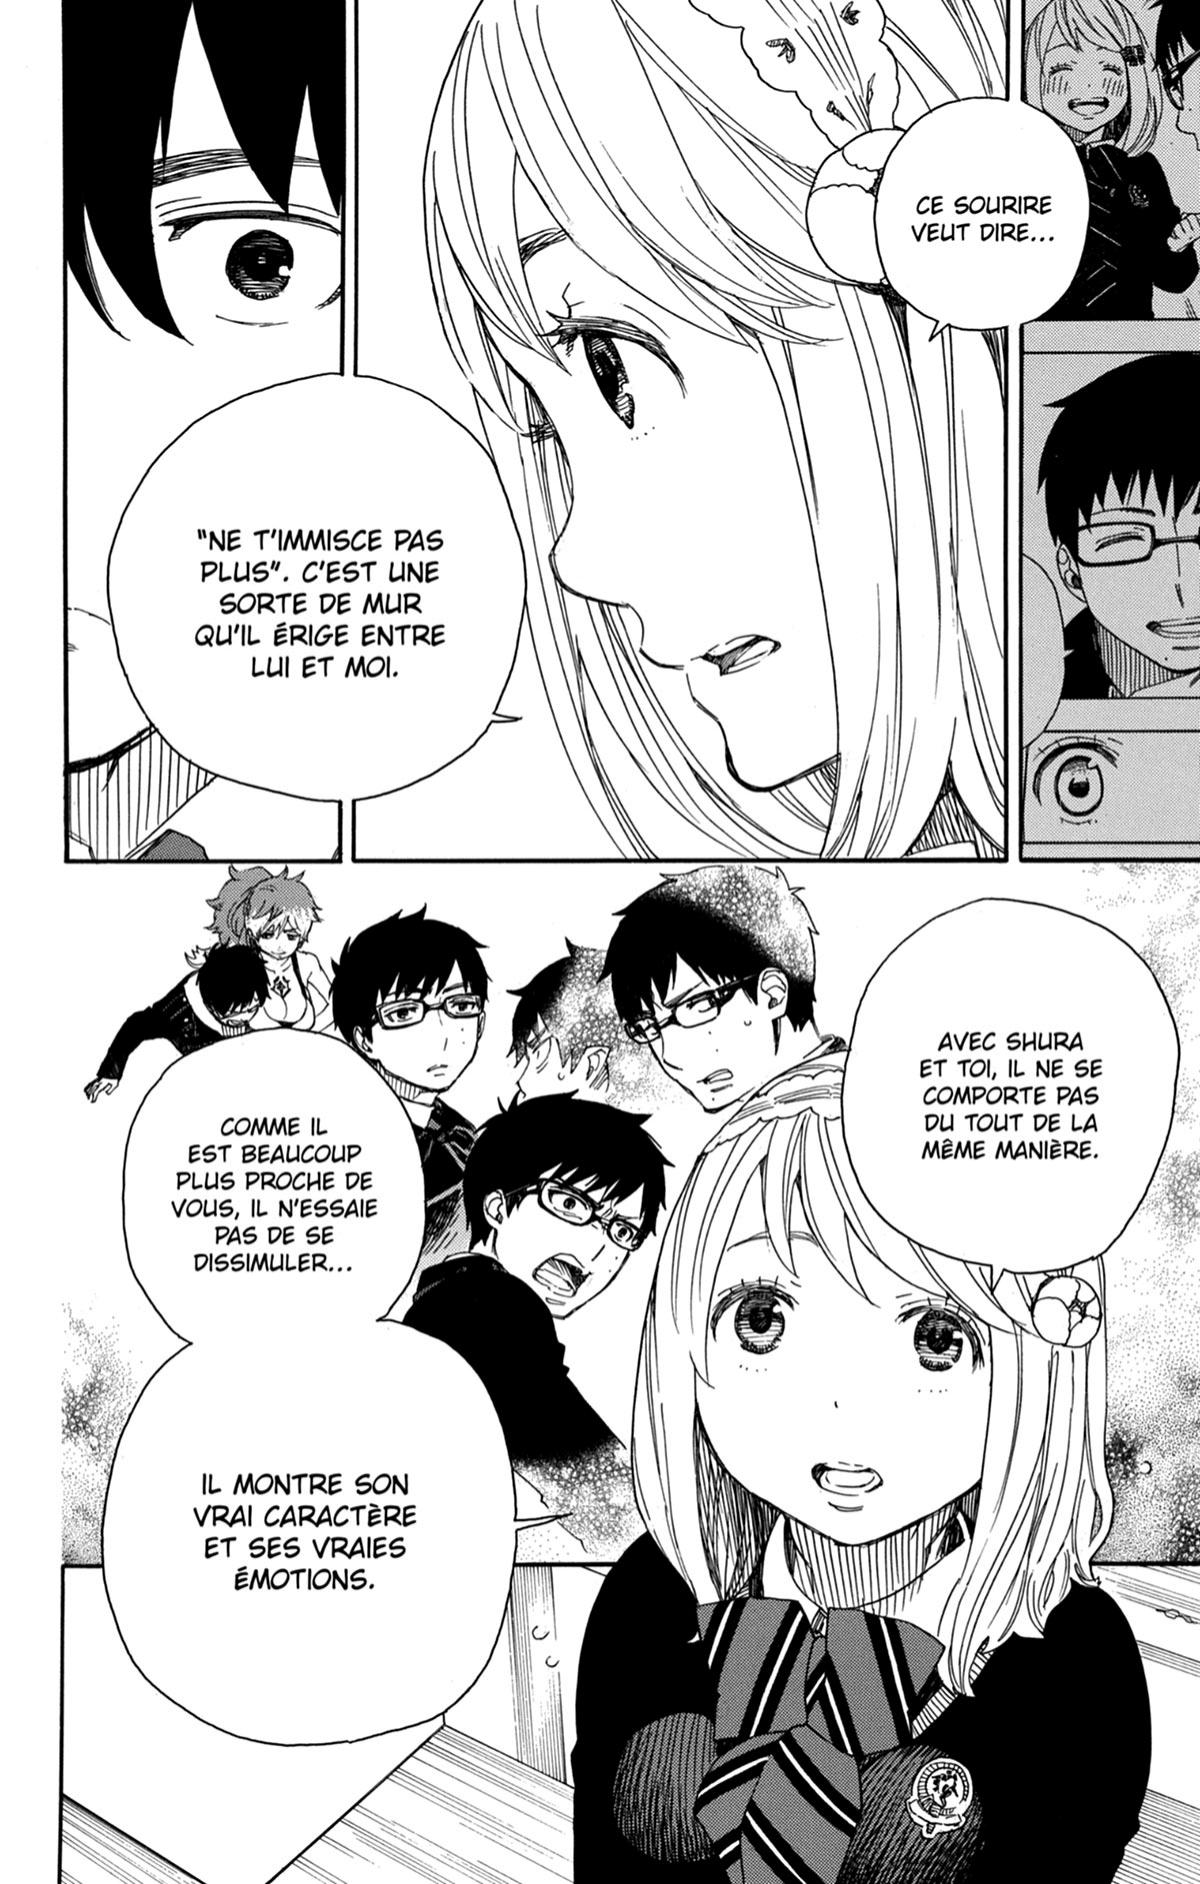 CE SOURIRE
VEUT DIRE...
"NE T'IMMISCE PAS
PLUS". C'EST UNE
SORTE DE MUR
QU'IL ÉRIGE ENTRE
LUI ET MOI.
AVEC SHURA
ET TOI, IL NE SE
COMPORTE PAS
DU TOUT DE LA
MÊME MANIÈRE.
COMME IL
EST BEAUCOUP
PLUS PROCHE DE
VOUS, IL N'ESSAIE
PAS DE SE
DISSIMULER...
IL MONTRE SON
VRAI CARACTÈRE
ET SES VRAIES
ÉMOTIONS.